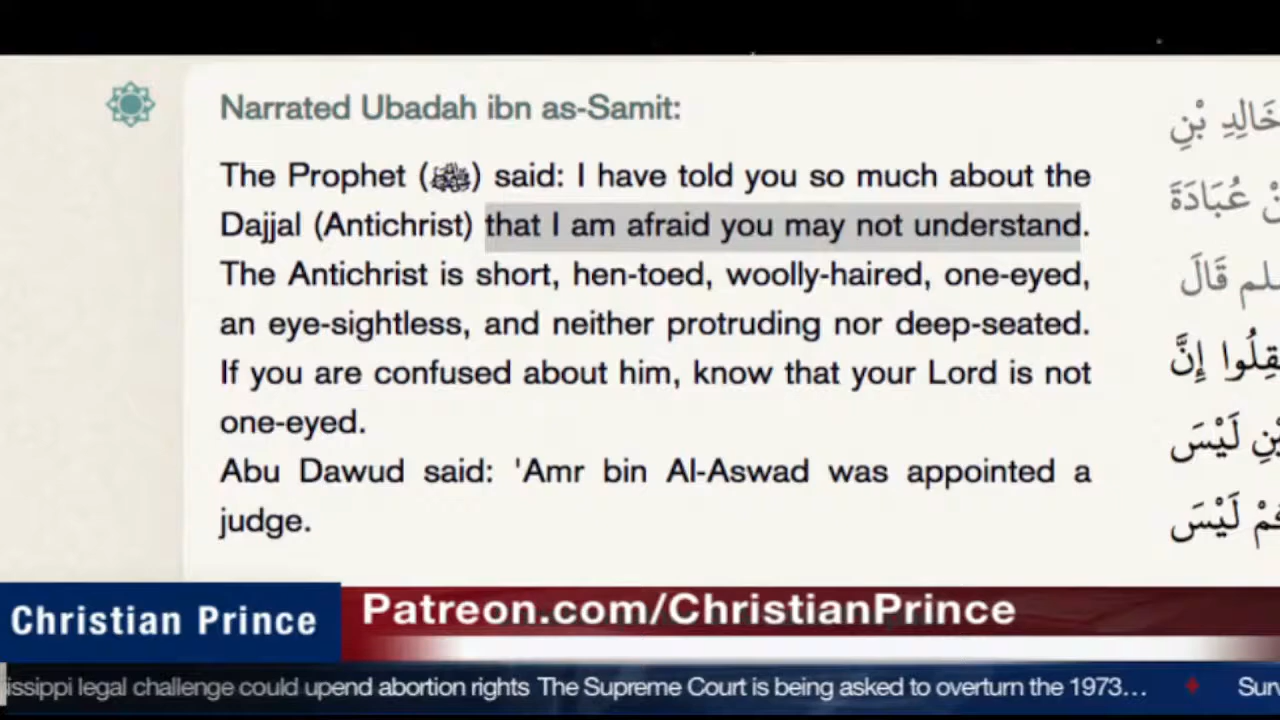 Narrated Ubadah ibn as-Samit:
The Prophet (ﷺ) said: I have told you so much about the
Dajjal (Antichrist) that I am afraid you may not understand.
The Antichrist is short, hen-toed, woolly-haired, one-eyed,
an eye-sightless, and neither protruding nor deep-seated.
If you are confused about him, know that your Lord is not
one-eyed.
Abu Dawud said: 'Amr bin Al-Aswad was appointed a
judge.
خَالِدِ بْنِ
عُبَادَةَ
قَالَ
إِنَّ
لَيْسَ
لَيْسَ
Christian Prince
Patreon.com/ChristianPrince
issippi legal challenge could upend abortion rights The Supreme Court is being asked to overturn the 1973... Sur